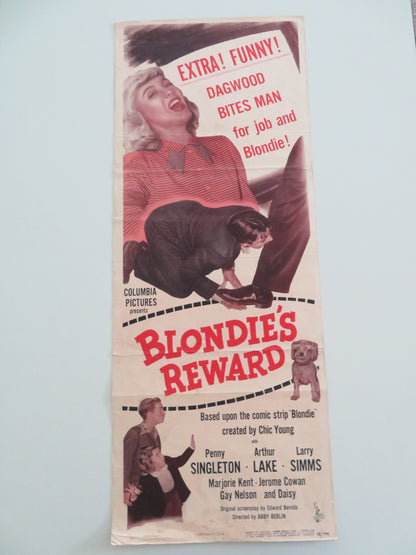 EXTRA! FUNNY!
DAGWOOD
BITES MAN
for job and
Blondie!
COLUMBIA
PICTURES
presents
BLONDIE'S
REWARD
Based upon the comic strip "Blondie"
created by Chic Young
with
Penny Arthur Larry
SINGLETON · LAKE · SIMMS
Marjorie Kent · Jerome Cowan
Gay Nelson and Daisy
Original screenplay by Edward Bernds
Directed by ABBY BERLIN